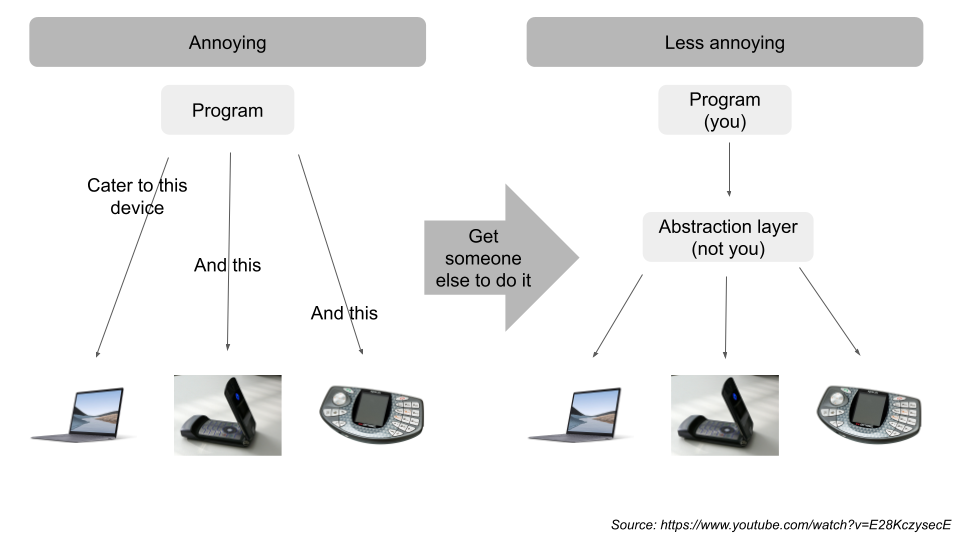 Annoying
Less annoying
Program
Program
(you)
Cater to this
device
And this
And this
Get
someone
else to do it
Abstraction layer
(not you)
Source: https://www.youtube.com/watch?v=E28KczysecE